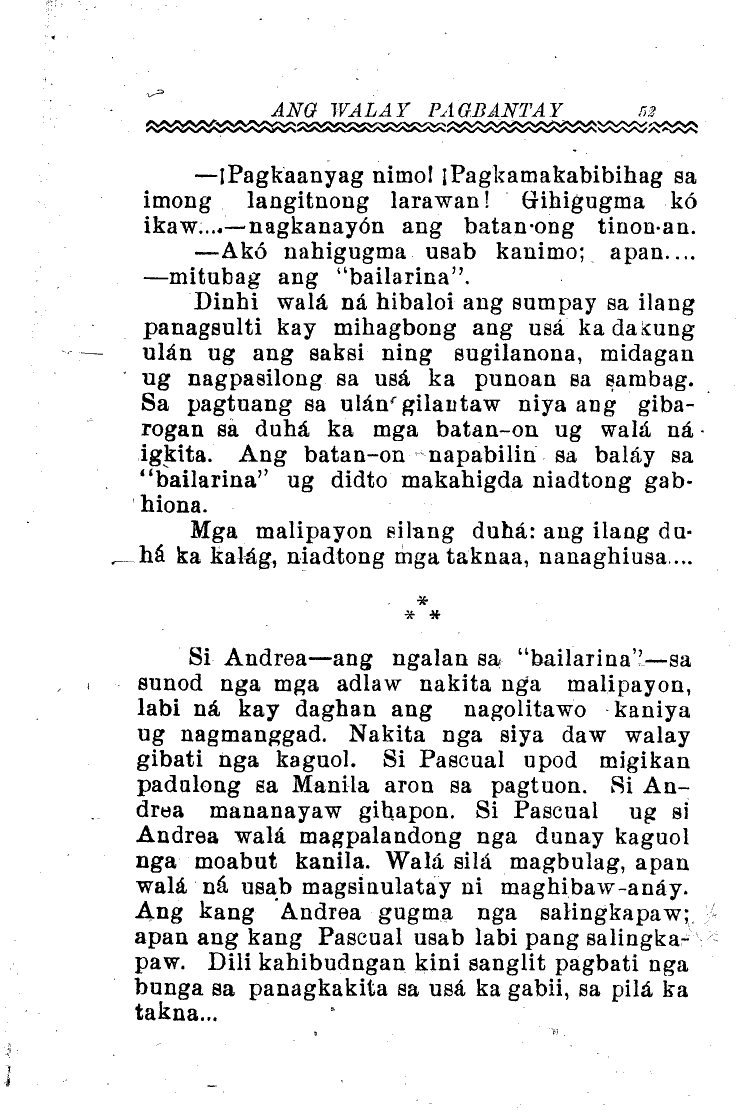 ANG WALAY PAGBANTAY 52
—¡Pagkaanyag nimo! ¡Pagkamakabibihag sa
imong langitnong larawan! Gihigugma kó
ikaw....—nagkanayón ang batan-ong tinon-an.
—Akó nahigugma usab kanimo; apan....
—mitubag ang “bailarina”.
Dinhi walá ná hibaloi ang sumpay sa ilang
panagsulti kay mihagbong ang usá ka dakung
ulán ug ang saksi ning sugilanona, midagan
ug nagpasilong sa usá ka punoan sa sambag.
Sa pagtuang sa ulán gilantaw niya ang giba-
rogan sa duhá ka mga batan-on ug walá ná
igkita. Ang batan-on napabilin sa baláy sa
“bailarina” ug didto makahigda niadtong gab-
hiona.
Mga malipayon silang duhá: ang ilang du-
há ka kalág, niadtong mga taknaa, nanaghiusa....
*
* *
Si Andrea—ang ngalan sa “bailarina”—sa
sunod nga mga adlaw nakita nga malipayon,
labi ná kay daghan ang nagolitawo kaniya
ug nagmanggad. Nakita nga siya daw walay
gibati nga kaguol. Si Pascual upod migikan
padulong sa Manila aron sa pagtuon. Si An-
drea mananayaw gihapon. Si Pascual ug si
Andrea walá magpalandong nga dunay kaguol
nga moabut kanila. Walá silá magbulag, apan
walá ná usab magsinulatay ni maghibaw-anáy.
Ang kang Andrea gugma nga salingkapaw;
apan ang kang Pascual usab labi pang salingka-
paw. Dili kahibudngan kini sanglit pagbati nga
bunga sa panagkakita sa usá ka gabii, sa pilá ka
takna...